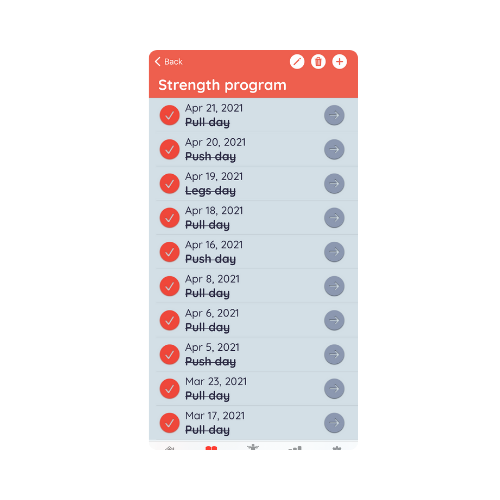 Back
Strength program
Apr 21, 2021
Pull day
Apr 20, 2021
Push day
Apr 19, 2021
Legs day
Apr 18, 2021
Pull day
Apr 16, 2021
Push day
Apr 8, 2021
Pull day
Apr 6, 2021
Pull day
Apr 5, 2021
Push day
Mar 23, 2021
Pull day
Mar 17, 2021
Pull day